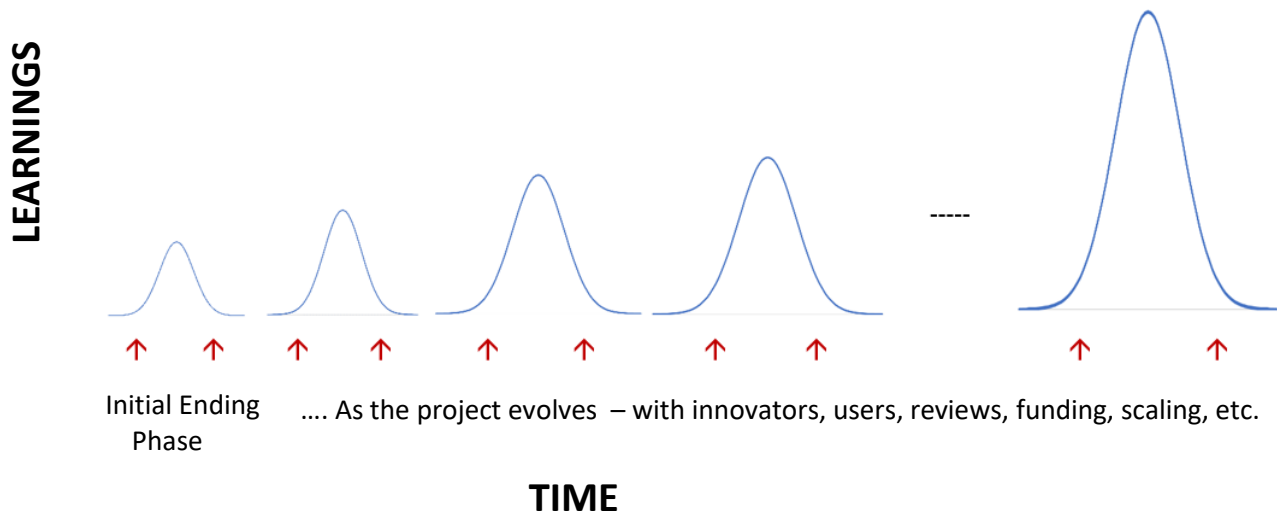 LEARNINGS
-----
Initial Ending
Phase
.... As the project evolves – with innovators, users, reviews, funding, scaling, etc.
TIME